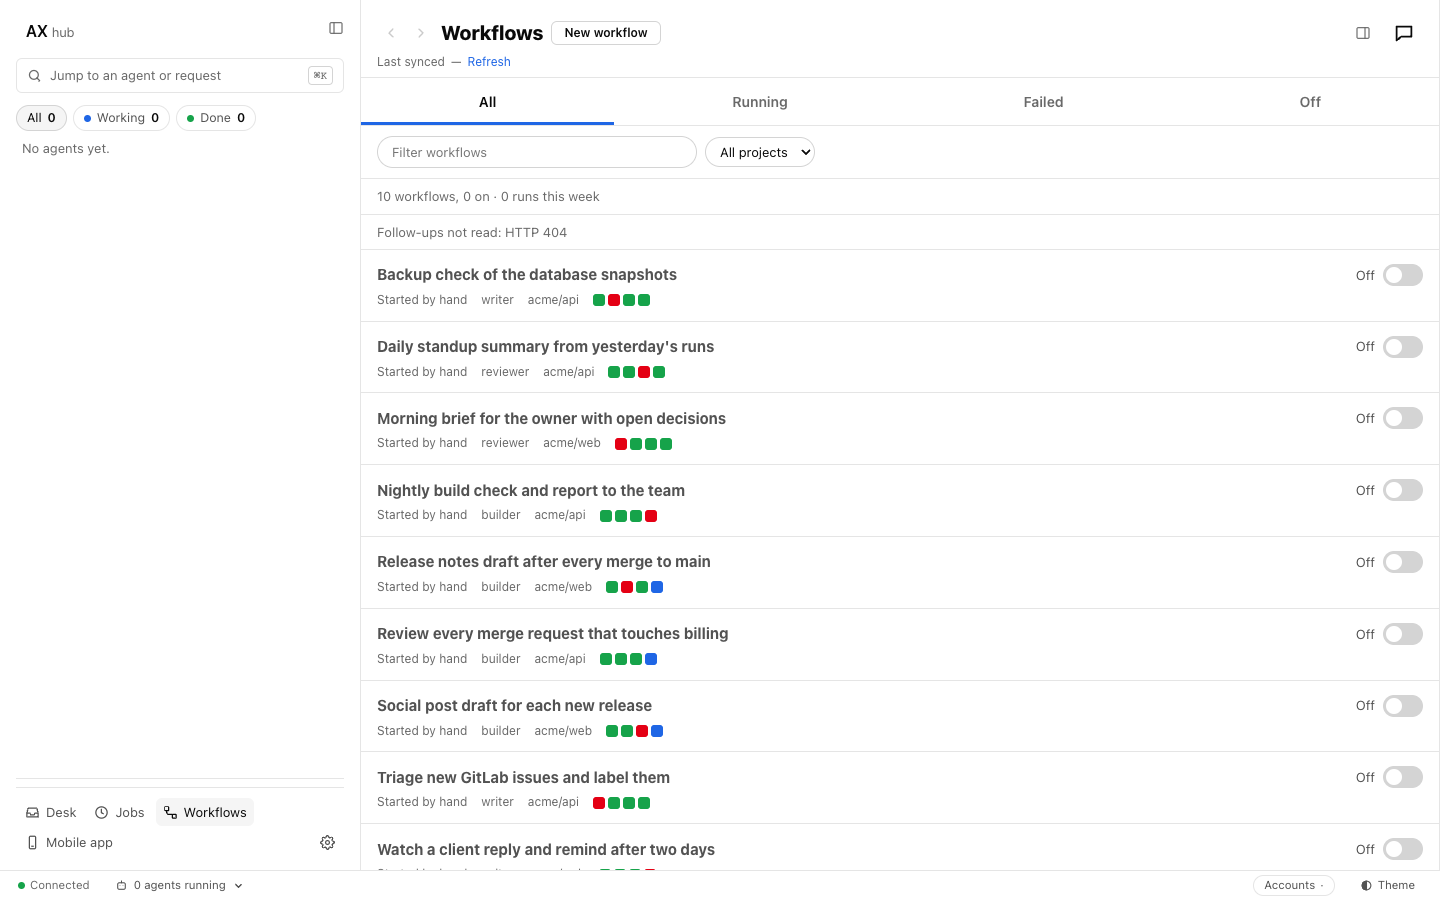 AX hub
Jump to an agent or request
⌘K
All 0
Working 0
Done 0
No agents yet.
Desk
Jobs
Workflows
Mobile app
Connected
0 agents running
Workflows
New workflow
Last synced — Refresh
All
Running
Failed
Off
Filter workflows
All projects
10 workflows, 0 on · 0 runs this week
Follow-ups not read: HTTP 404
Backup check of the database snapshots
Off
Started by hand writer acme/api
Daily standup summary from yesterday's runs
Off
Started by hand reviewer acme/api
Morning brief for the owner with open decisions
Off
Started by hand reviewer acme/web
Nightly build check and report to the team
Off
Started by hand builder acme/api
Release notes draft after every merge to main
Off
Started by hand builder acme/web
Review every merge request that touches billing
Off
Started by hand builder acme/api
Social post draft for each new release
Off
Started by hand builder acme/web
Triage new GitLab issues and label them
Off
Started by hand writer acme/api
Watch a client reply and remind after two days
Off
Accounts ·
Theme